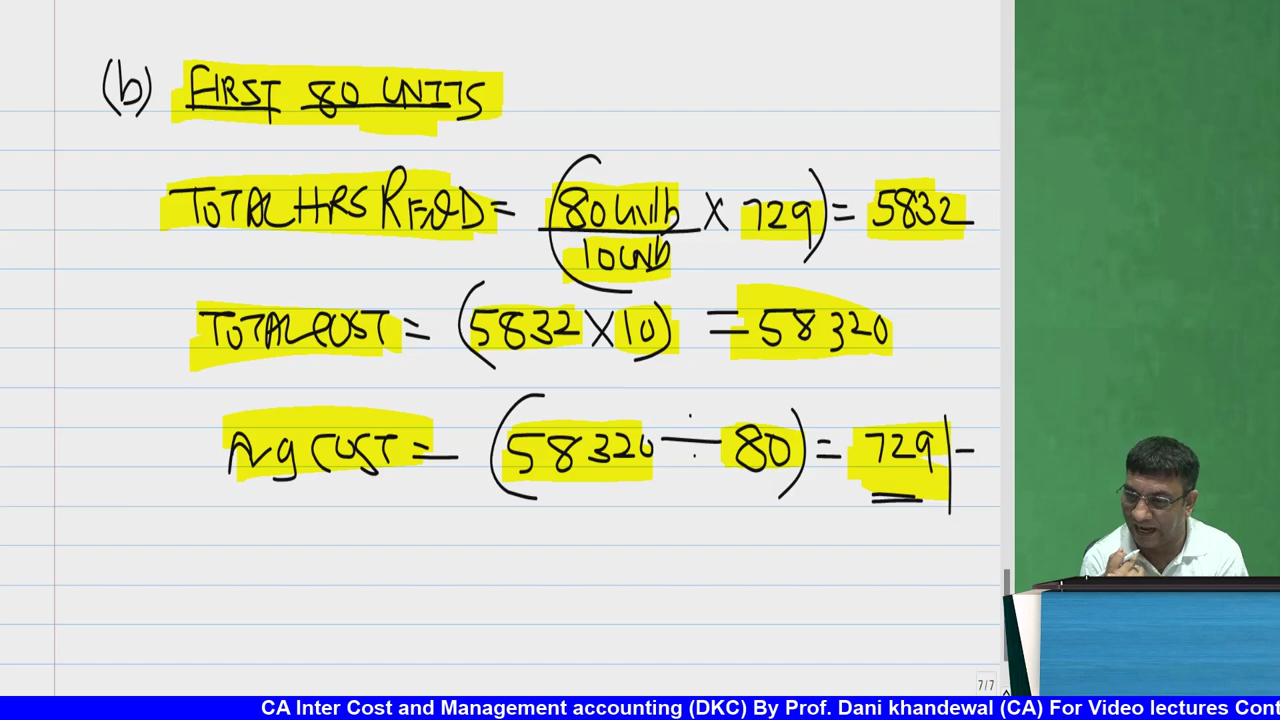 (b) FIRST 80 UNITS
TOTAL HRS REQD = (80 units / 10 units × 729) = 5832
TOTAL COST = (5832 × 10) = 58320
Avg COST = (58320 ÷ 80) = 729/-
7/7
CA Inter Cost and Management accounting (DKC) By Prof. Dani khandewal (CA) For Video lectures Cont